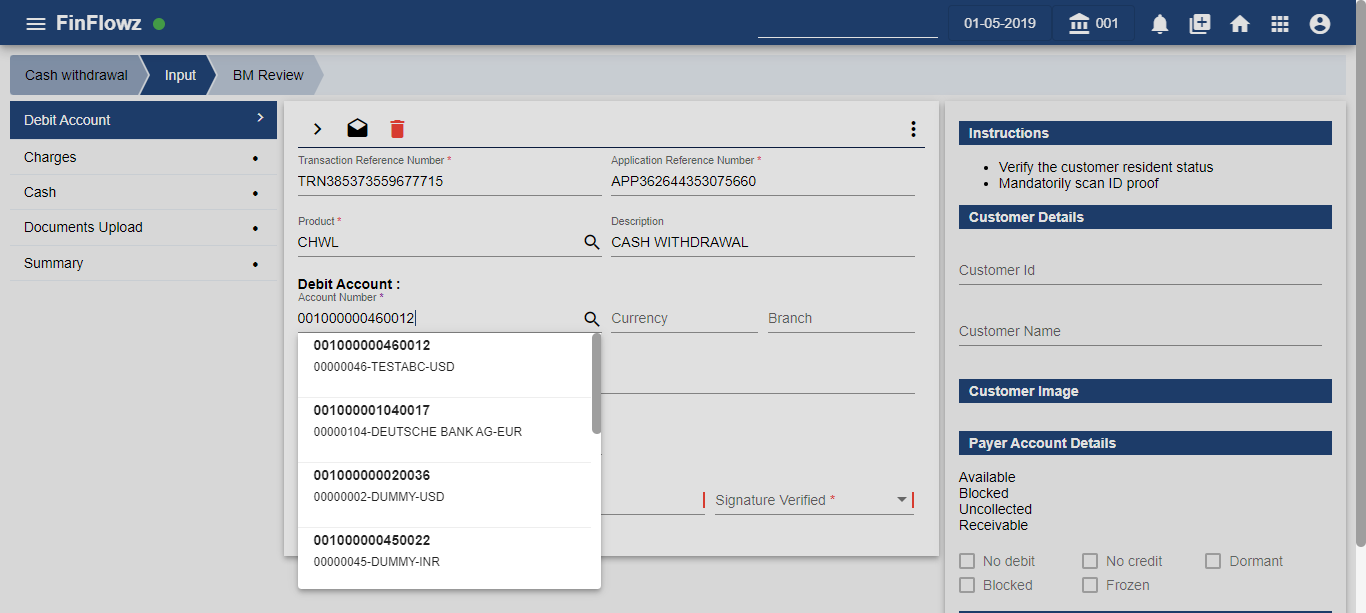 FinFlowz
01-05-2019
001
Cash withdrawal
Input
BM Review
Debit Account
Charges
Cash
Documents Upload
Summary
Transaction Reference Number *
TRN385373559677715
Application Reference Number *
APP362644353075660
Product *
CHWL
Description
CASH WITHDRAWAL
Debit Account :
Account Number *
001000000460012
Currency
Branch
001000000460012
00000046-TESTABC-USD
001000001040017
00000104-DEUTSCHE BANK AG-EUR
001000000020036
00000002-DUMMY-USD
001000000450022
00000045-DUMMY-INR
Signature Verified *
Instructions
• Verify the customer resident status
• Mandatorily scan ID proof
Customer Details
Customer Id
Customer Name
Customer Image
Payer Account Details
Available
Blocked
Uncollected
Receivable
No debit
No credit
Dormant
Blocked
Frozen